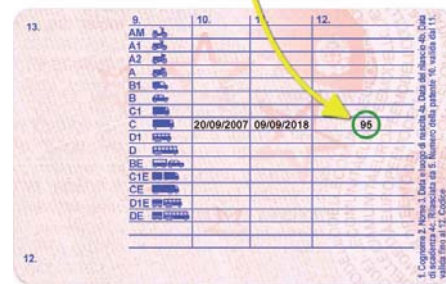 13.
9. 10. 11. 12.
AM
A1
A2
A
B1
B
C1
C 20/09/2007 09/09/2018 95
D1
D
BE
C1E
CE
D1E
DE
12.
1. Cognome 2. Nome 3. Data e luogo di nascita 4a. Data del rilascio 4b. Data
di scadenza 4c. Rilasciata da 5. Numero della patente 10. valida dal 11.
valida fino al 12. Codice